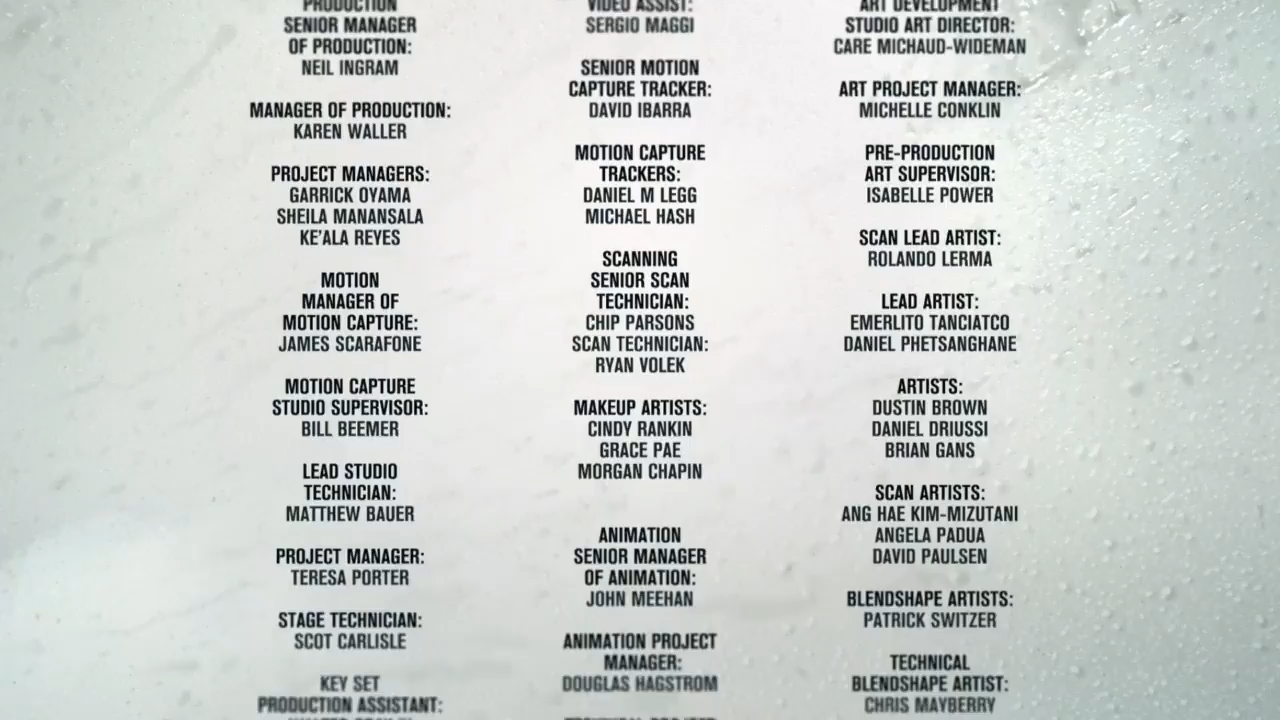 PRODUCTION
SENIOR MANAGER
OF PRODUCTION:
NEIL INGRAM
MANAGER OF PRODUCTION:
KAREN WALLER
PROJECT MANAGERS:
GARRICK OYAMA
SHEILA MANANSALA
KE'ALA REYES
MOTION
MANAGER OF
MOTION CAPTURE:
JAMES SCARAFONE
MOTION CAPTURE
STUDIO SUPERVISOR:
BILL BEEMER
LEAD STUDIO
TECHNICIAN:
MATTHEW BAUER
PROJECT MANAGER:
TERESA PORTER
STAGE TECHNICIAN:
SCOT CARLISLE
KEY SET
PRODUCTION ASSISTANT:
VIDEO ASSIST:
SERGIO MAGGI
SENIOR MOTION
CAPTURE TRACKER:
DAVID IBARRA
MOTION CAPTURE
TRACKERS:
DANIEL M LEGG
MICHAEL HASH
SCANNING
SENIOR SCAN
TECHNICIAN:
CHIP PARSONS
SCAN TECHNICIAN:
RYAN VOLEK
MAKEUP ARTISTS:
CINDY RANKIN
GRACE PAE
MORGAN CHAPIN
ANIMATION
SENIOR MANAGER
OF ANIMATION:
JOHN MEEHAN
ANIMATION PROJECT
MANAGER:
DOUGLAS HAGSTROM
ART DEVELOPMENT
STUDIO ART DIRECTOR:
CARE MICHAUD-WIDEMAN
ART PROJECT MANAGER:
MICHELLE CONKLIN
PRE-PRODUCTION
ART SUPERVISOR:
ISABELLE POWER
SCAN LEAD ARTIST:
ROLANDO LERMA
LEAD ARTIST:
EMERLITO TANCIATCO
DANIEL PHETSANGHANE
ARTISTS:
DUSTIN BROWN
DANIEL DRIUSSI
BRIAN GANS
SCAN ARTISTS:
ANG HAE KIM-MIZUTANI
ANGELA PADUA
DAVID PAULSEN
BLENDSHAPE ARTISTS:
PATRICK SWITZER
TECHNICAL
BLENDSHAPE ARTIST:
CHRIS MAYBERRY